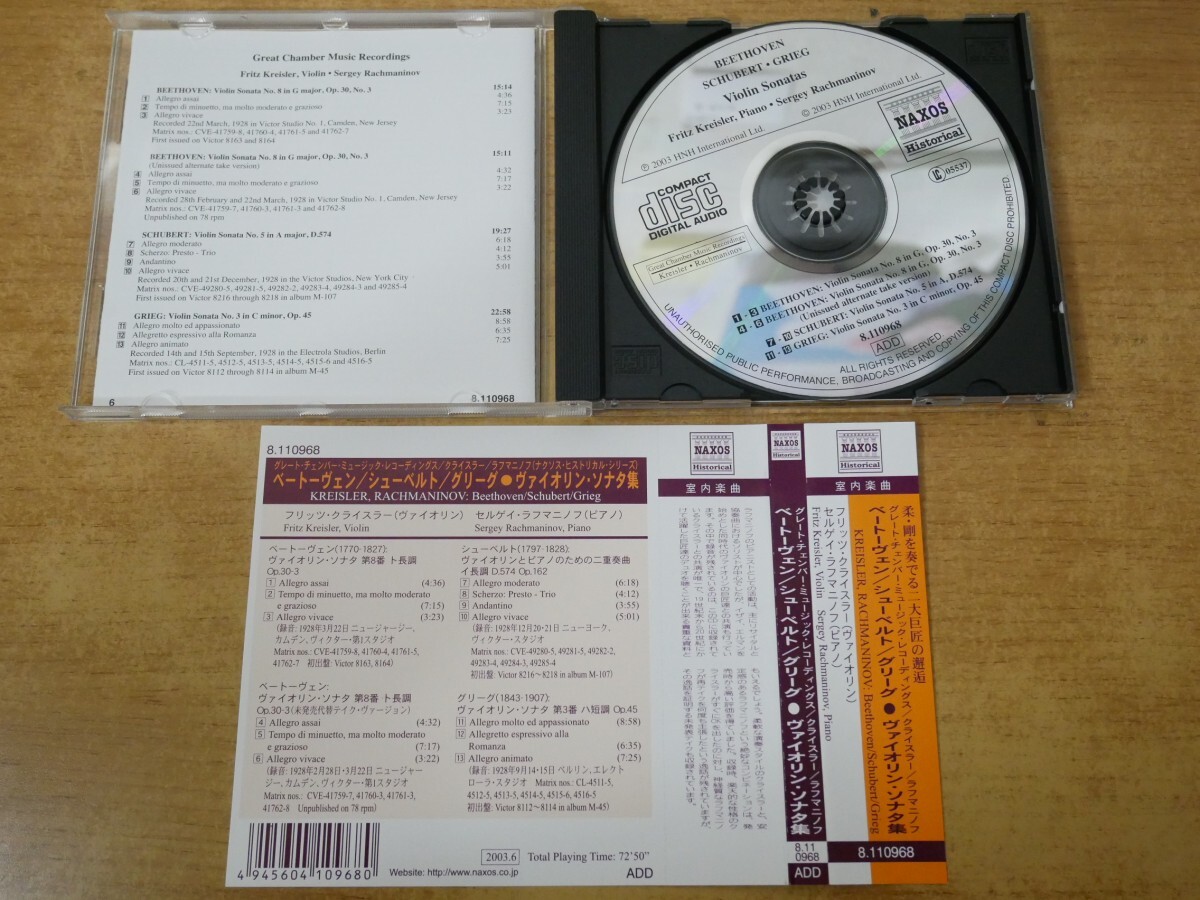 Great Chamber Music Recordings
Fritz Kreisler, Violin • Sergey Rachmaninov
BEETHOVEN: Violin Sonata No. 8 in G major, Op. 30, No. 3 15:14
1 Allegro assai 4:36
2 Tempo di minuetto, ma molto moderato e grazioso 7:15
3 Allegro vivace 3:23
Recorded 22nd March, 1928 in Victor Studio No. 1, Camden, New Jersey
Matrix nos.: CVE-41759-8, 41760-4, 41761-5 and 41762-7
First issued on Victor 8163 and 8164
BEETHOVEN: Violin Sonata No. 8 in G major, Op. 30, No. 3 15:11
(Unissued alternate take version)
4 Allegro assai 4:32
5 Tempo di minuetto, ma molto moderato e grazioso 7:17
6 Allegro vivace 3:22
Recorded 28th February and 22nd March, 1928 in Victor Studio No. 1, Camden, New Jersey
Matrix nos.: CVE-41759-7, 41760-3, 41761-3 and 41762-8
Unpublished on 78 rpm
SCHUBERT: Violin Sonata No. 5 in A major, D.574 19:27
7 Allegro moderato 6:18
8 Scherzo: Presto - Trio 4:12
9 Andantino 3:55
10 Allegro vivace 5:01
Recorded 20th and 21st December, 1928 in the Victor Studios, New York City
Matrix nos.: CVE-49280-5, 49281-5, 49282-2, 49283-4, 49284-3 and 49285-4
First issued on Victor 8216 through 8218 in album M-107
GRIEG: Violin Sonata No. 3 in C minor, Op. 45 22:58
11 Allegro molto ed appassionato 8:58
12 Allegretto espressivo alla Romanza 6:35
13 Allegro animato 7:25
Recorded 14th and 15th September, 1928 in the Electrola Studios, Berlin
Matrix nos.: CL-4511-5, 4512-5, 4513-5, 4514-5, 4515-6 and 4516-5
First issued on Victor 8112 through 8114 in album M-45
6 8.110968
BEETHOVEN
SCHUBERT • GRIEG
Violin Sonatas
Fritz Kreisler, Piano • Sergey Rachmaninov
℗ 2003 HNH International Ltd. © 2003 HNH International Ltd.
NAXOS
Historical
LC 05537
COMPACT
disc
DIGITAL AUDIO
Great Chamber Music Recordings
Kreisler • Rachmaninov
1 - 3 BEETHOVEN: Violin Sonata No. 8 in G, Op. 30, No. 3
4 - 6 BEETHOVEN: Violin Sonata No. 8 in G, Op. 30, No. 3
(Unissued alternate take version)
7 - 10 SCHUBERT: Violin Sonata No. 5 in A, D.574
11 - 13 GRIEG: Violin Sonata No. 3 in C minor, Op. 45
8.110968
ADD
ALL RIGHTS RESERVED.
UNAUTHORISED PUBLIC PERFORMANCE, BROADCASTING AND COPYING OF THIS COMPACT DISC PROHIBITED.
8.110968
グレート・チェンバー・ミュージック・レコーディングス/クライスラー/ラフマニノフ(ナクソス・ヒストリカル・シリーズ)
ベートーヴェン/シューベルト/グリーグ●ヴァイオリン・ソナタ集
KREISLER, RACHMANINOV: Beethoven/Schubert/Grieg
フリッツ・クライスラー(ヴァイオリン) セルゲイ・ラフマニノフ(ピアノ)
Fritz Kreisler, Violin Sergey Rachmaninov, Piano
ベートーヴェン(1770-1827):
ヴァイオリン・ソナタ 第8番 ト長調
Op.30-3
1 Allegro assai (4:36)
2 Tempo di minuetto, ma molto moderato
e grazioso (7:15)
3 Allegro vivace (3:23)
(録音:1928年3月22日 ニュージャージー、
カムデン、ヴィクター・第1スタジオ
Matrix nos.: CVE-41759-8, 41760-4, 41761-5,
41762-7 初出盤: Victor 8163, 8164)
ベートーヴェン:
ヴァイオリン・ソナタ 第8番 ト長調
Op.30-3(未発売代替テイク・ヴァージョン)
4 Allegro assai (4:32)
5 Tempo di minuetto, ma molto moderato
e grazioso (7:17)
6 Allegro vivace (3:22)
(録音:1928年2月28日・3月22日 ニュージャー
ジー、カムデン、ヴィクター・第1スタジオ
Matrix nos.: CVE-41759-7, 41760-3, 41761-3,
41762-8 Unpublished on 78 rpm)
シューベルト(1797-1828):
ヴァイオリンとピアノのための二重奏曲
イ長調 D.574 Op.162
7 Allegro moderato (6:18)
8 Scherzo: Presto - Trio (4:12)
9 Andantino (3:55)
10 Allegro vivace (5:01)
(録音:1928年12月20・21日 ニューヨーク、
ヴィクター・スタジオ
Matrix nos.: CVE-49280-5, 49281-5, 49282-2,
49283-4, 49284-3, 49285-4
初出盤: Victor 8216~8218 in album M-107)
グリーグ(1843-1907):
ヴァイオリン・ソナタ 第3番 ハ短調 Op.45
11 Allegro molto ed appassionato (8:58)
12 Allegretto espressivo alla
Romanza (6:35)
13 Allegro animato (7:25)
(録音:1928年9月14・15日 ベルリン、エレクト
ローラ・スタジオ Matrix nos.: CL-4511-5,
4512-5, 4513-5, 4514-5, 4515-6, 4516-5
初出盤: Victor 8112~8114 in album M-45)
4 945604 109680
2003.6 Total Playing Time: 72'50"
Website: http://www.naxos.co.jp ADD
NAXOS
Historical
室内楽曲
NAXOS
Historical
グレート・チェンバー・ミュージック・レコーディングス/クライスラー/ラフマニノフ
ベートーヴェン/シューベルト/グリーグ●ヴァイオリン・ソナタ集
8.11
0968
ADD
NAXOS
Historical
室内楽曲
柔・剛を奏でる二大巨匠の邂逅
グレート・チェンバー・ミュージック・レコーディングス/クライスラー/ラフマニノフ
ベートーヴェン/シューベルト/グリーグ●ヴァイオリン・ソナタ集
KREISLER, RACHMANINOV: Beethoven/Schubert/Grieg
フリッツ・クライスラー(ヴァイオリン)
セルゲイ・ラフマニノフ(ピアノ)
Fritz Kreisler, Violin Sergey Rachmaninov, Piano
8.110968